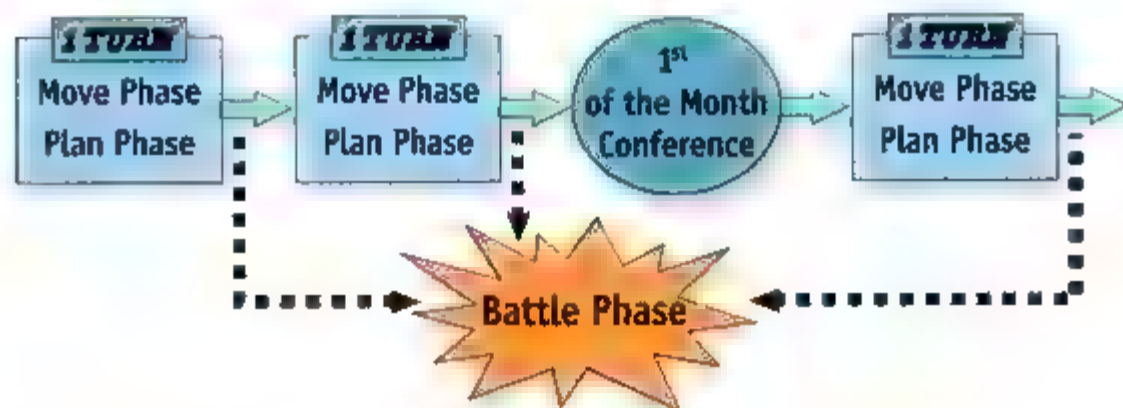 1 TURN
Move Phase
Plan Phase
1 TURN
Move Phase
Plan Phase
1st
of the Month
Conference
1 TURN
Move Phase
Plan Phase
Battle Phase